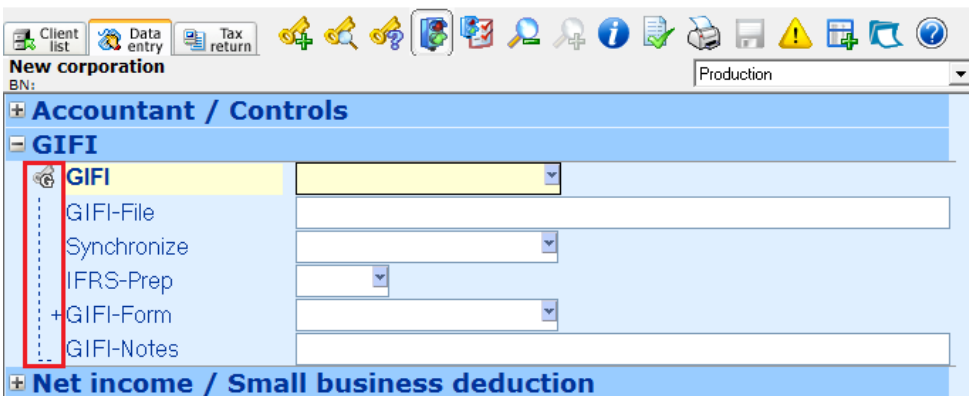 Client list
Data entry
Tax return
New corporation
BN:
Production
Accountant / Controls
GIFI
GIFI
GIFI-File
Synchronize
IFRS-Prep
+GIFI-Form
GIFI-Notes
Net income / Small business deduction